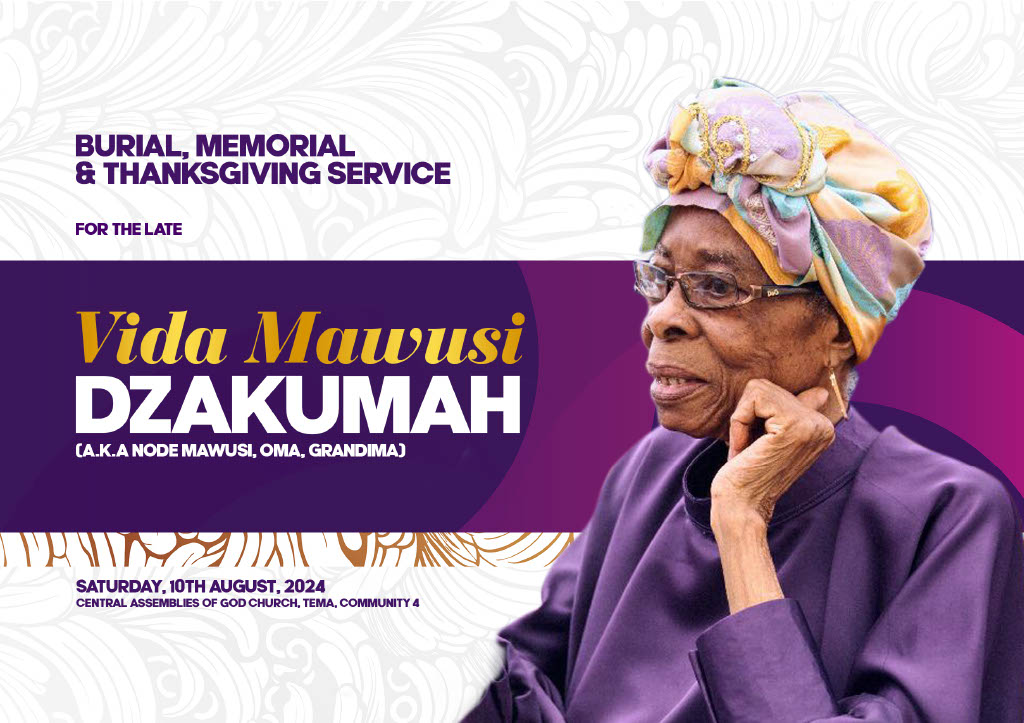 BURIAL, MEMORIAL
& THANKSGIVING SERVICE
FOR THE LATE
Vida Mawusi
DZAKUMAH
(A.K.A NODE MAWUSI, OMA, GRANDIMA)
SATURDAY, 10TH AUGUST, 2024
CENTRAL ASSEMBLIES OF GOD CHURCH, TEMA, COMMUNITY 4